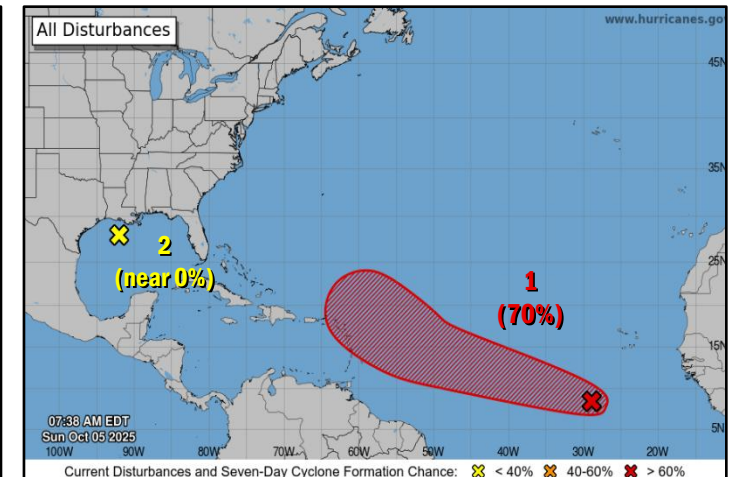 All Disturbances
www.hurricanes.gov
45N
35N
2
(near 0%)
25N
1
(70%)
15N
07:38 AM EDT
Sun Oct 05 2025
5N
100W 90W 80W 70W 60W 50W 40W 30W 20W
Current Disturbances and Seven-Day Cyclone Formation Chance: < 40% 40-60% > 60%